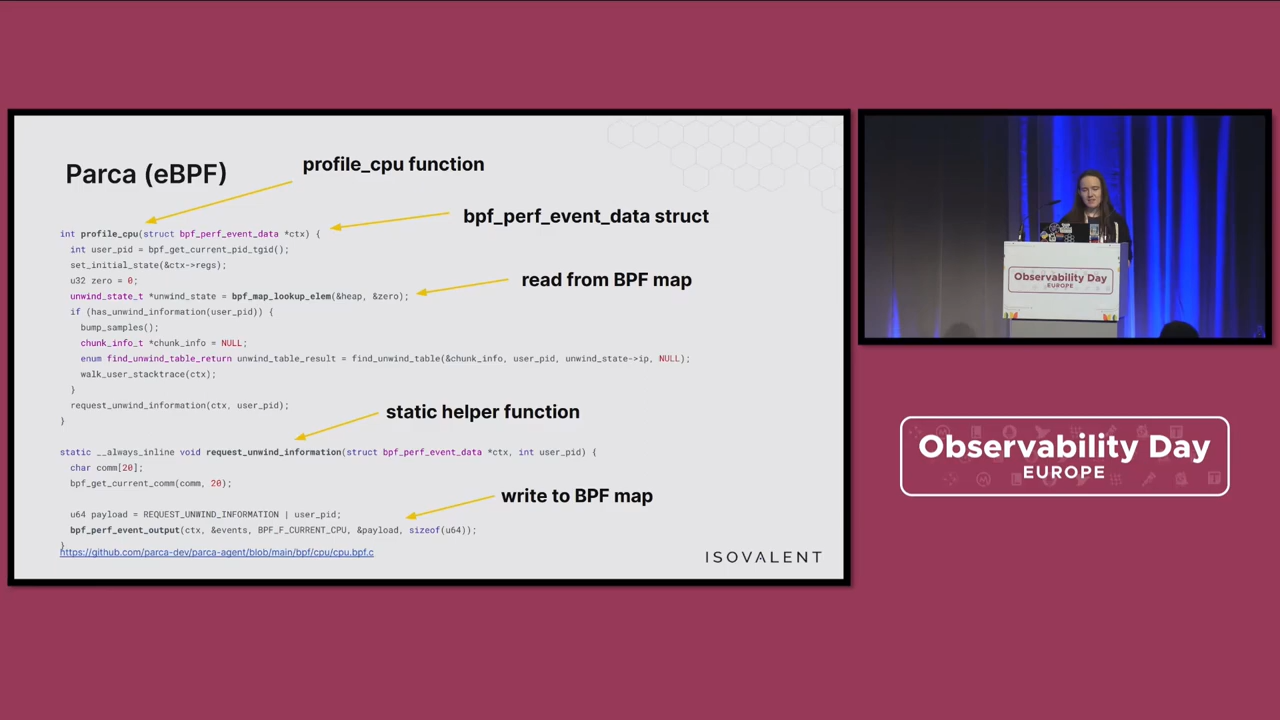 Parca (eBPF)
profile_cpu function
bpf_perf_event_data struct
int profile_cpu(struct bpf_perf_event_data *ctx) {
int user_pid = bpf_get_current_pid_tgid();
set_initial_state(&ctx->regs);
u32 zero = 0;
unwind_state_t *unwind_state = bpf_map_lookup_elem(&heap, &zero);
read from BPF map
if (has_unwind_information(user_pid)) {
bump_samples();
chunk_info_t *chunk_info = NULL;
enum find_unwind_table_return unwind_table_result = find_unwind_table(&chunk_info, user_pid, unwind_state->ip, NULL);
walk_user_stacktrace(ctx);
}
request_unwind_information(ctx, user_pid);
}
static helper function
static __always_inline void request_unwind_information(struct bpf_perf_event_data *ctx, int user_pid) {
char comm[20];
bpf_get_current_comm(comm, 20);
write to BPF map
u64 payload = REQUEST_UNWIND_INFORMATION | user_pid;
bpf_perf_event_output(ctx, &events, BPF_F_CURRENT_CPU, &payload, sizeof(u64));
}
https://github.com/parca-dev/parca-agent/blob/main/bpf/cpu/cpu.bpf.c
ISOVALENT
Observability Day
EUROPE
Observability Day
EUROPE